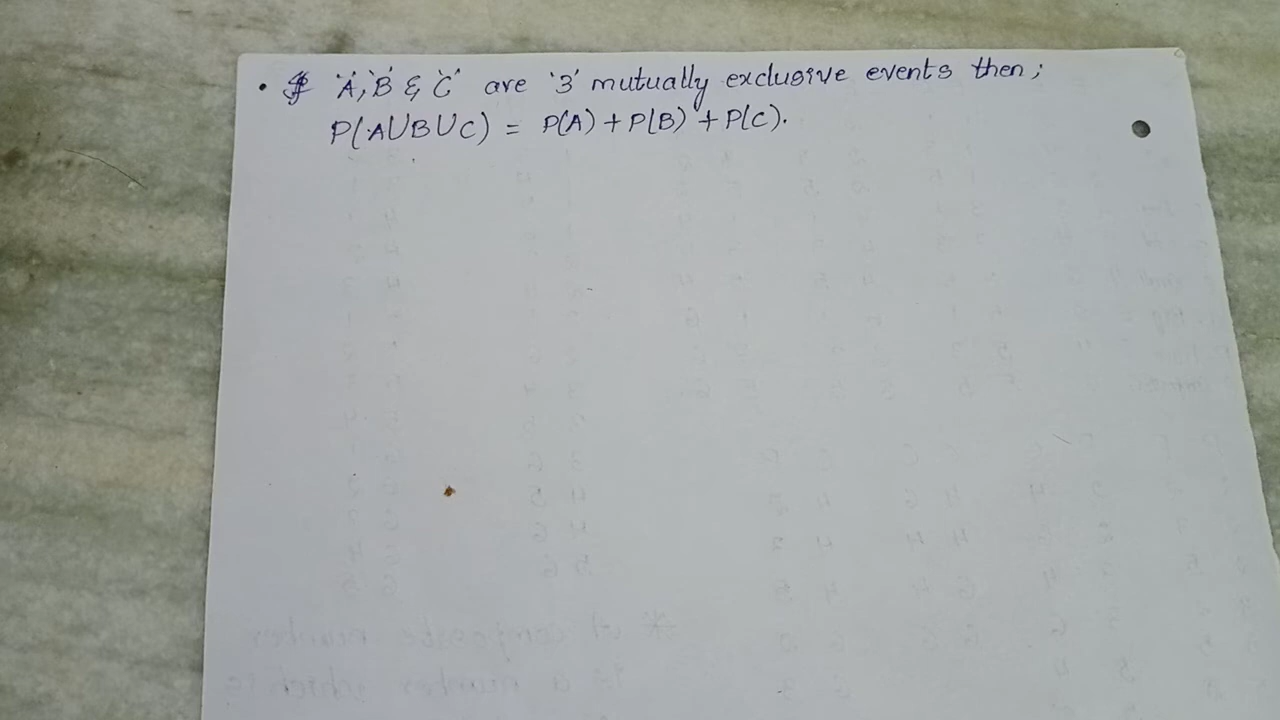 • If 'A', 'B' & 'C' are '3' mutually exclusive events then;
P(A∪B∪C) = P(A) + P(B) + P(C).